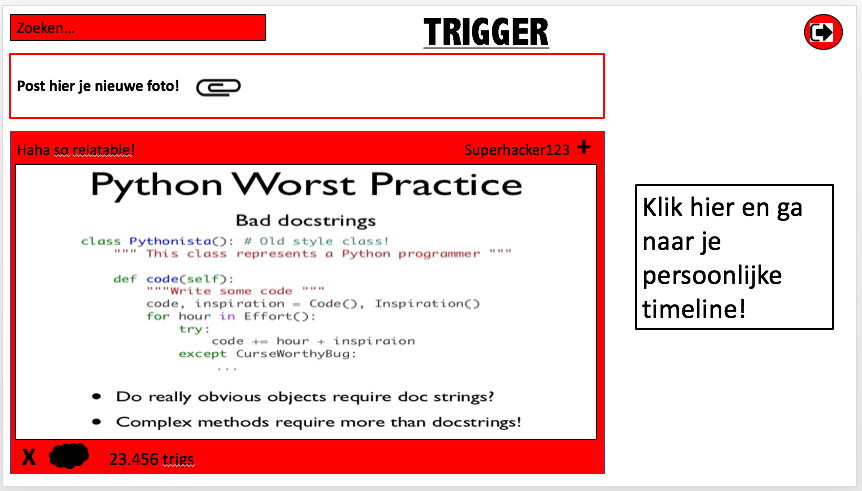 Zoeken...
TRIGGER
Post hier je nieuwe foto!
Haha so relatable!
Superhacker123 +
Python Worst Practice
Bad docstrings
class Pythonista(): # Old style class!
""" This class represents a Python programmer """
def code(self):
"""Write some code """
code, inspiration = Code(), Inspiration()
for hour in Effort():
try:
code += hour + inspiraion
except CurseWorthyBug:
...
• Do really obvious objects require doc strings?
• Complex methods require more than docstrings!
X
23.456 trigs
Klik hier en ga
naar je
persoonlijke
timeline!